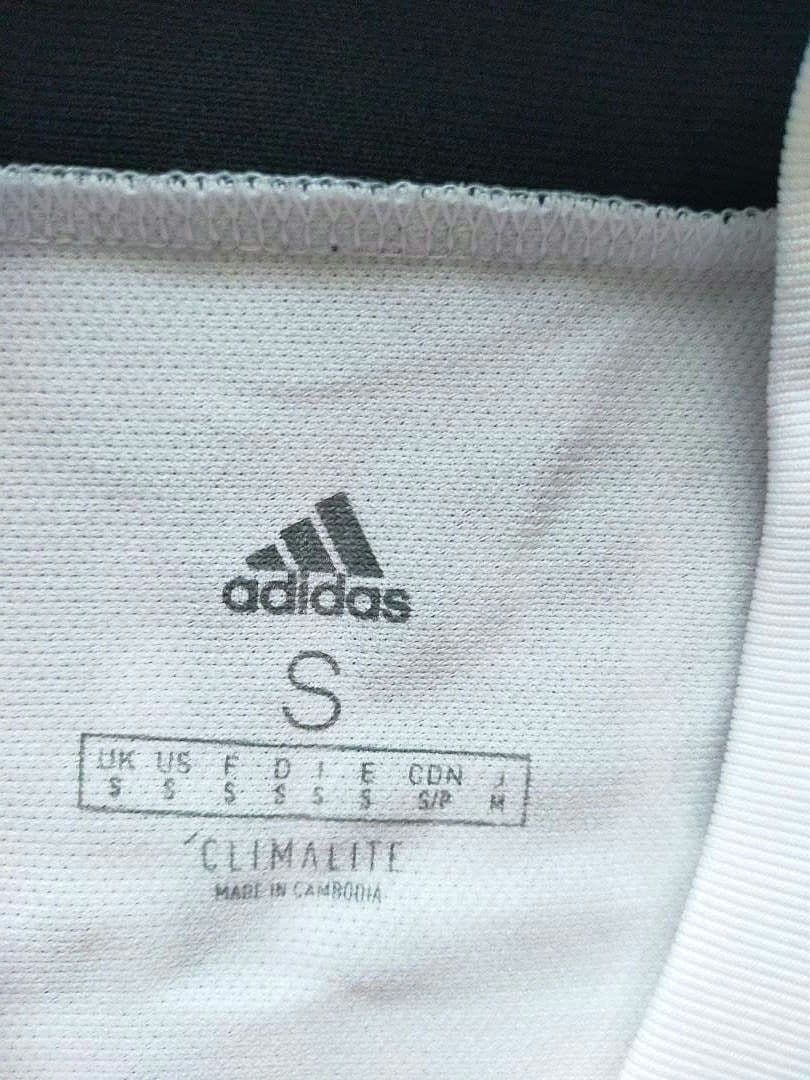 adidas
S
UK US F D I E CDN J
S S S S S S S/P M
CLIMALITE
MADE IN CAMBODIA